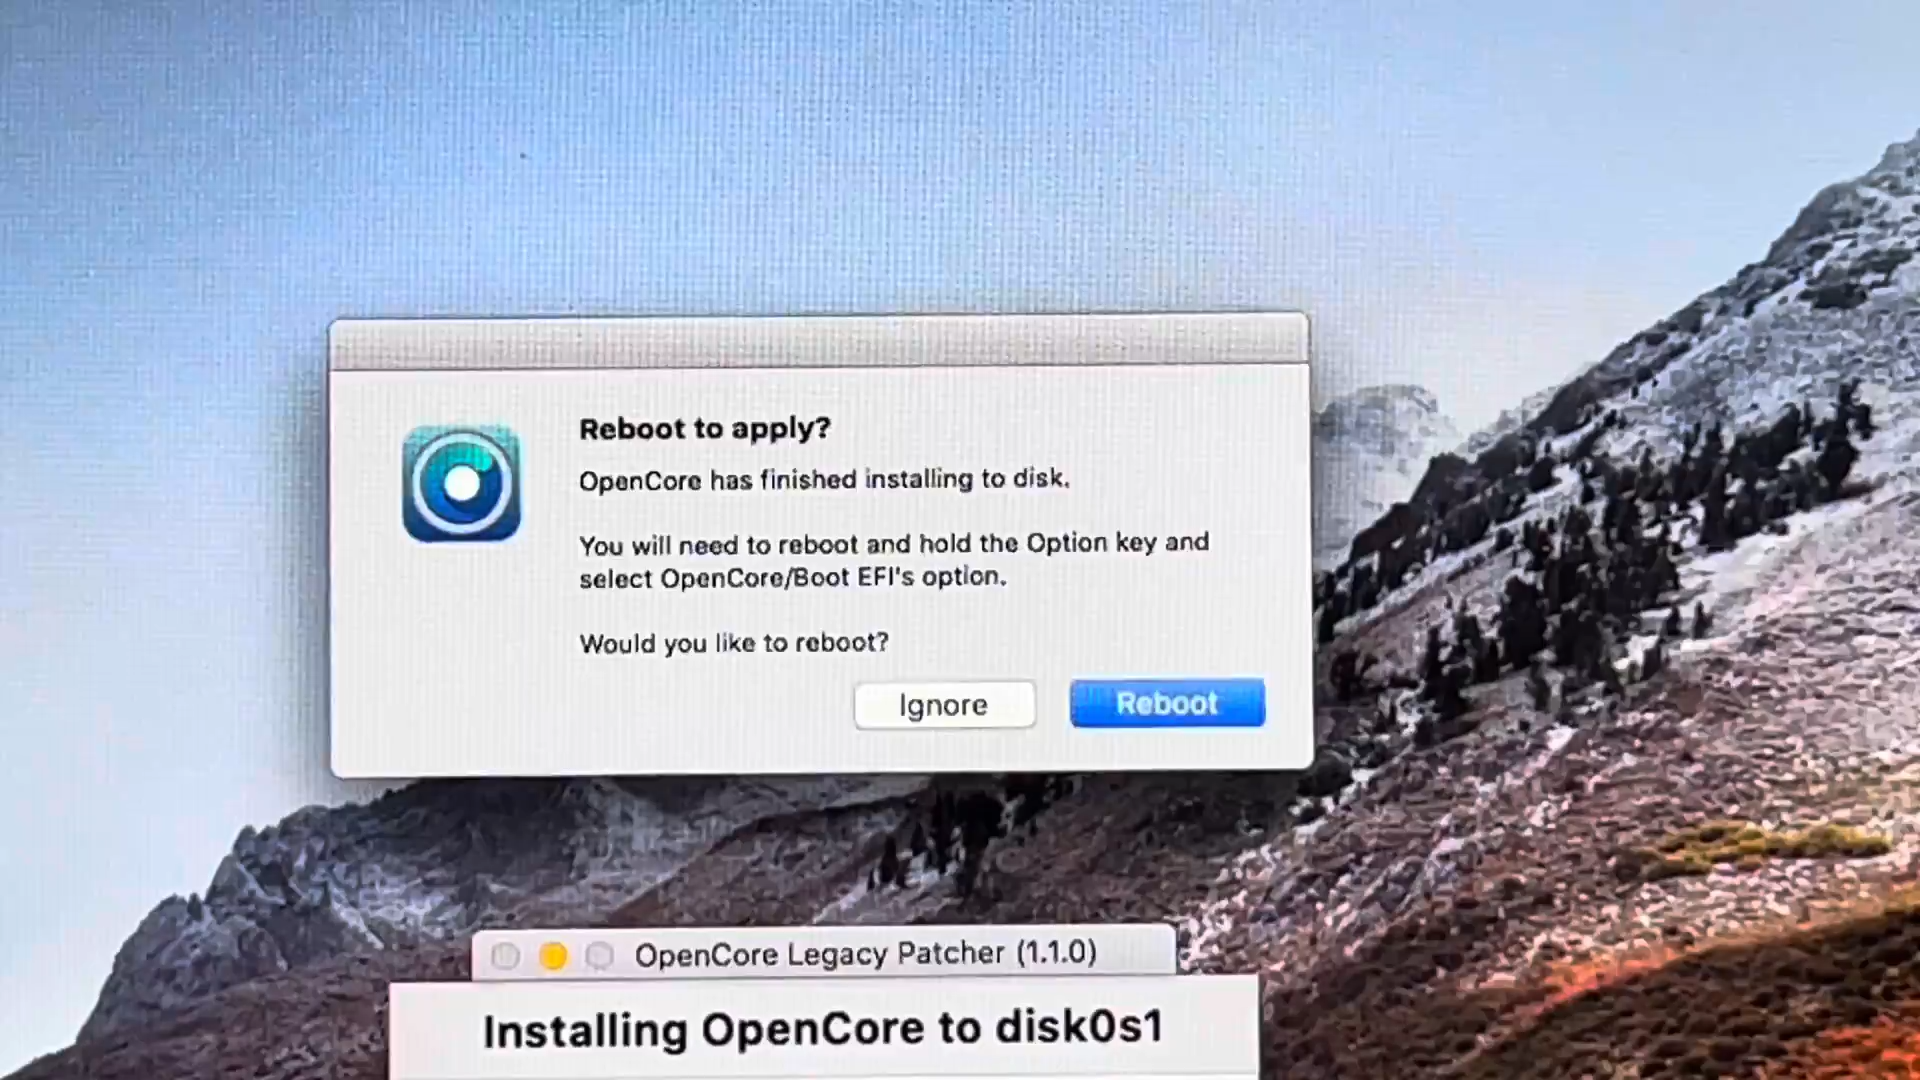 Reboot to apply?
OpenCore has finished installing to disk.
You will need to reboot and hold the Option key and
select OpenCore/Boot EFI's option.
Would you like to reboot?
Ignore
Reboot
OpenCore Legacy Patcher (1.1.0)
Installing OpenCore to disk0s1